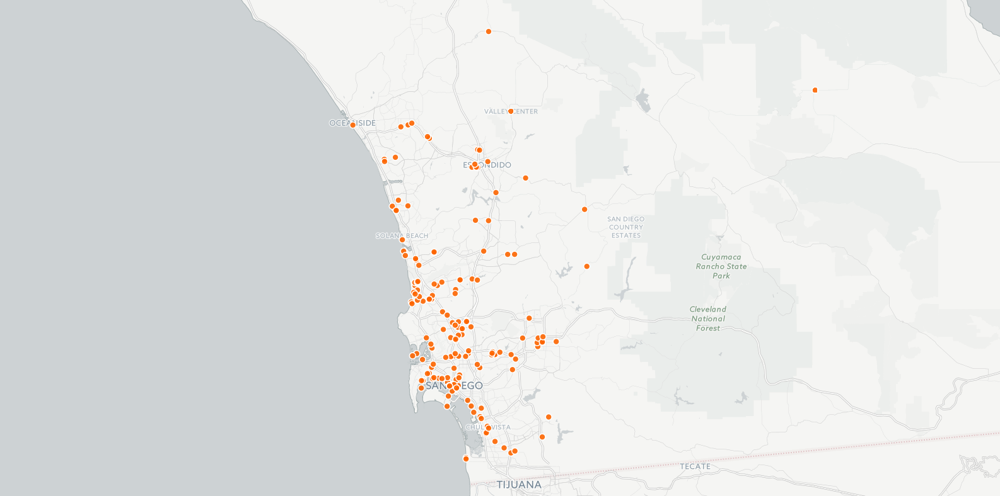 OCEANSIDE
VALLEY CENTER
ESCONDIDO
SAN DIEGO
COUNTRY
ESTATES
SOLANA BEACH
Cuyamaca
Rancho State
Park
Cleveland
National
Forest
SAN DIEGO
CHULA VISTA
TECATE
TIJUANA